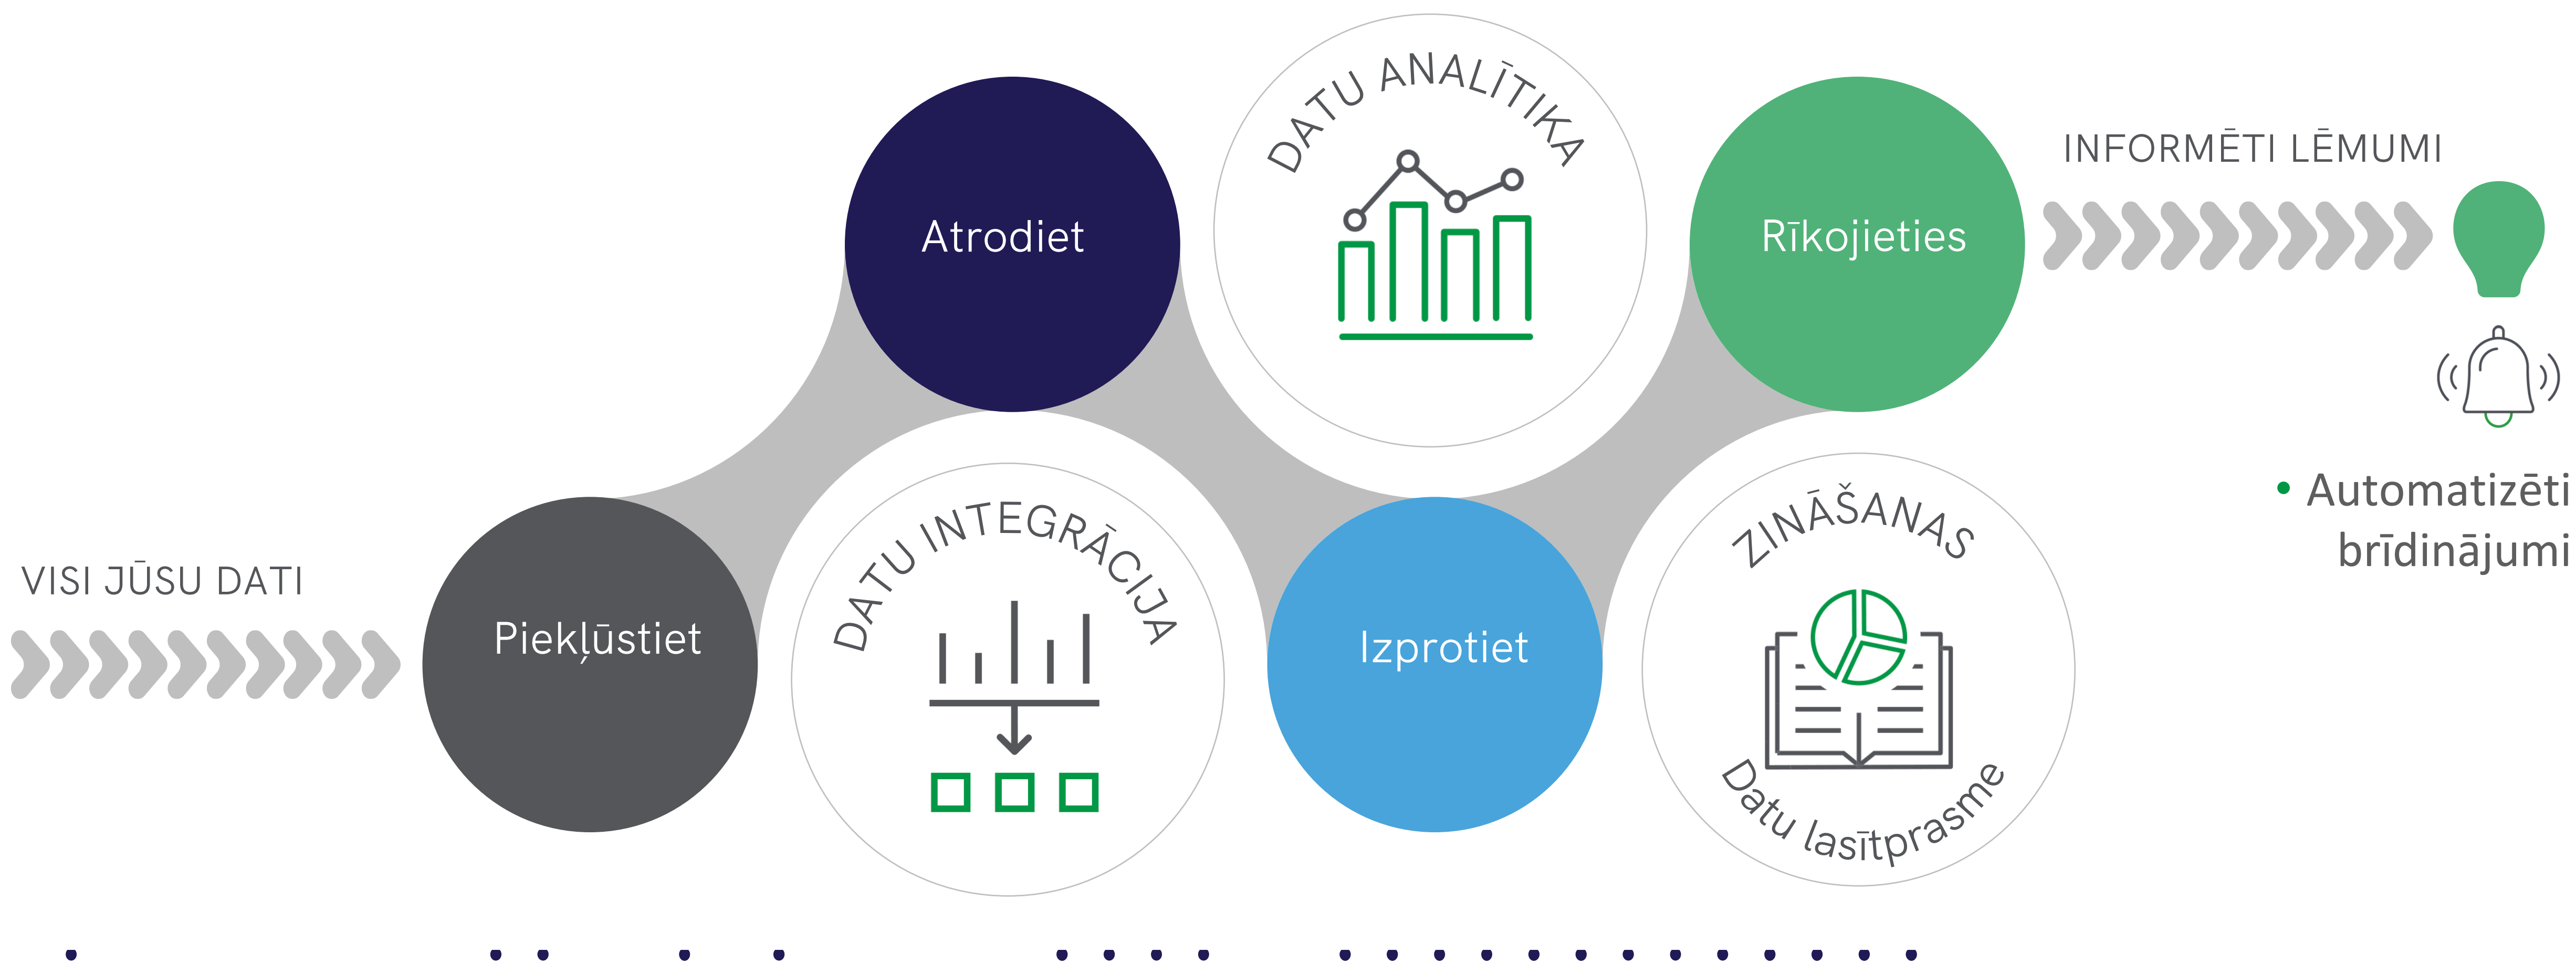 VISI JŪSU DATI
Piekļūstiet
Atrodiet
DATU INTEGRĀCIJA
DATU ANALĪTIKA
Izprotiet
Rīkojieties
ZINĀŠANAS
Datu lasītprasme
INFORMĒTI LĒMUMI
• Automatizēti
brīdinājumi